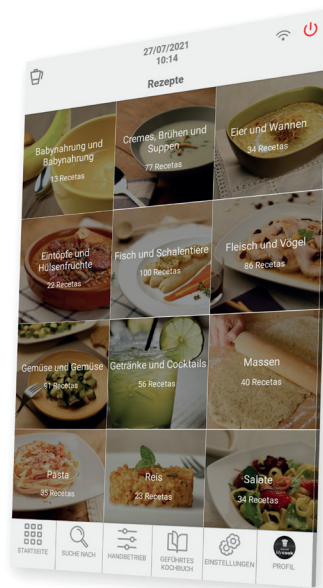 27/07/2021
10:14
Rezepte
Babynahrung und
Babynahrung
13 Recetas
Cremes, Brühen und
Suppen
77 Recetas
Eier und Wannen
34 Recetas
Eintöpfe und
Hülsenfrüchte
22 Recetas
Fisch und Schalentiere
100 Recetas
Fleisch und Vögel
86 Recetas
Gemüse und Gemüse
91 Recetas
Getränke und Cocktails
56 Recetas
Massen
40 Recetas
Pasta
35 Recetas
Reis
23 Recetas
Salate
34 Recetas
STARTSEITE
SUCHE NACH
HANDBETRIEB
GEFÜHRTES
KOCHBUCH
EINSTELLUNGEN
PROFIL